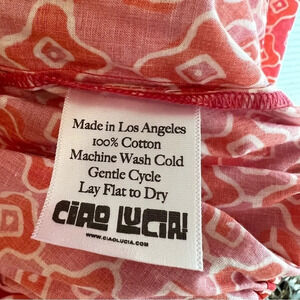 Made in Los Angeles
100% Cotton
Machine Wash Cold
Gentle Cycle
Lay Flat to Dry
CIAO LUCIA!
WWW.CIAOLUCIA.COM